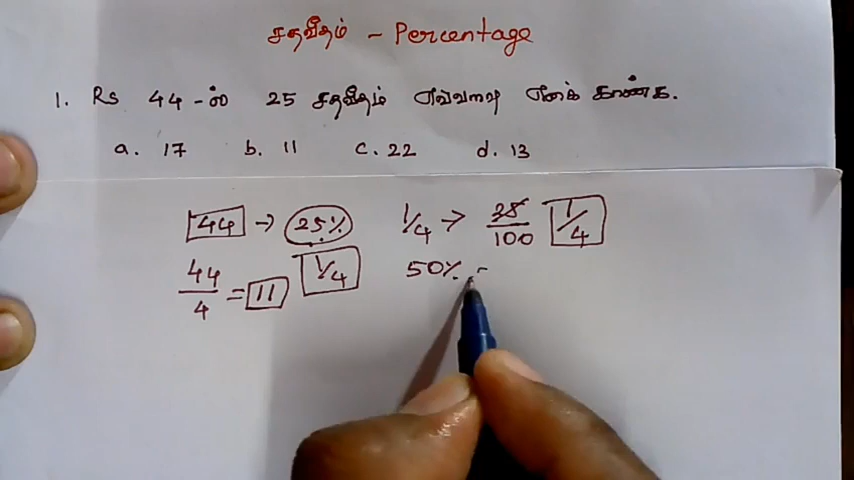 சதவீதம் - Percentage
1. Rs 44-ல் 25 சதவீதம் எவ்வளவு எனக் காண்க.
a. 17 b. 11 c. 22 d. 13
44 → 25% 1/4 → 25/100 1/4
44/4 = 11 1/4 50% -